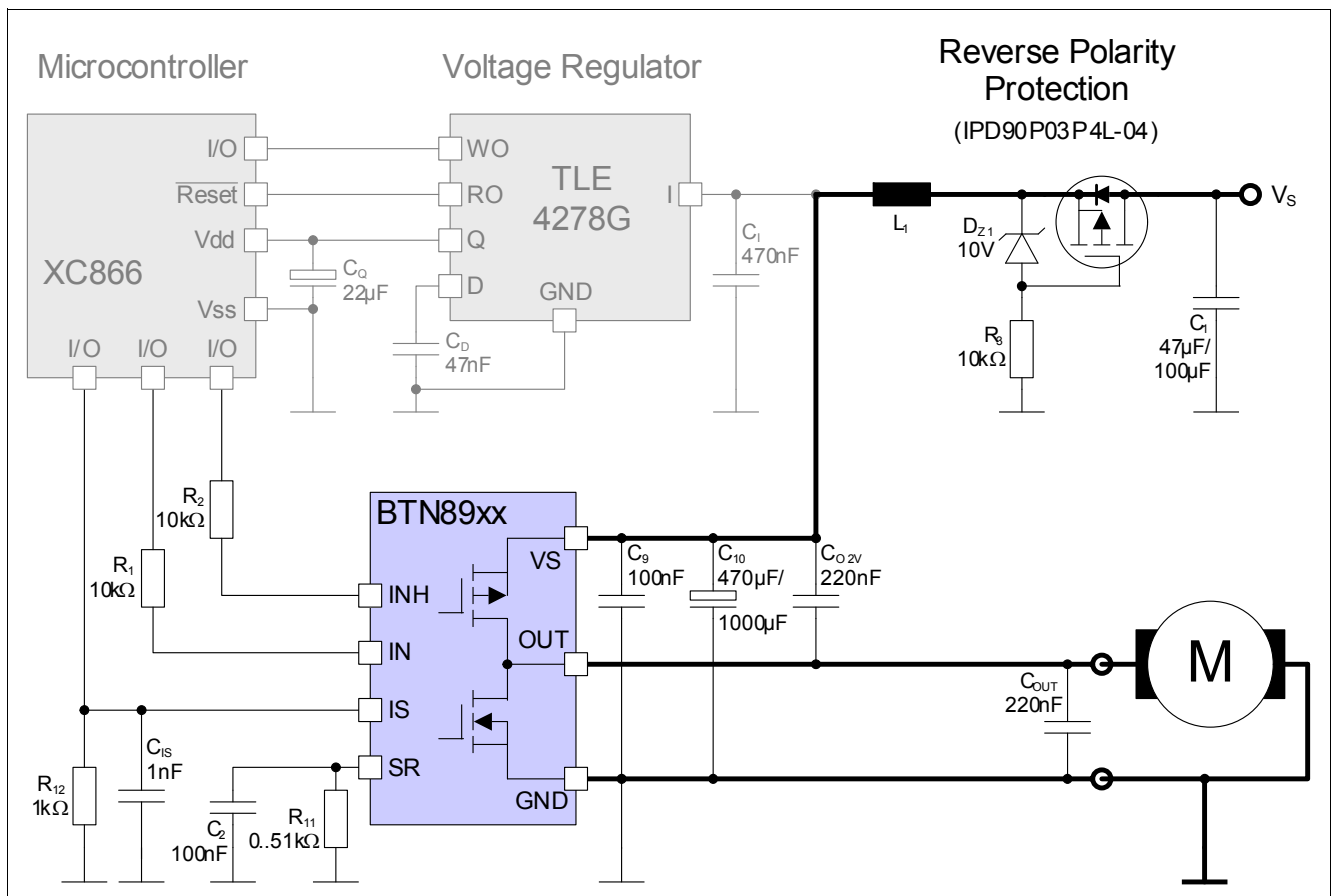 Microcontroller
Voltage Regulator
Reverse Polarity
Protection
(IPD90P03P4L-04)
XC866
I/O
Reset
Vdd
Vss
I/O
I/O
I/O
TLE
4278G
WO
RO
Q
D
GND
I
CQ
22µF
CD
47nF
CI
470nF
L1
DZ1
10V
R3
10kΩ
VS
C1
47µF/
100µF
R2
10kΩ
R1
10kΩ
BTN89xx
VS
INH
OUT
IN
IS
SR
GND
C9
100nF
C10
470µF/
1000µF
CO2V
220nF
COUT
220nF
M
R12
1kΩ
CIS
1nF
C2
100nF
R11
0..51kΩ